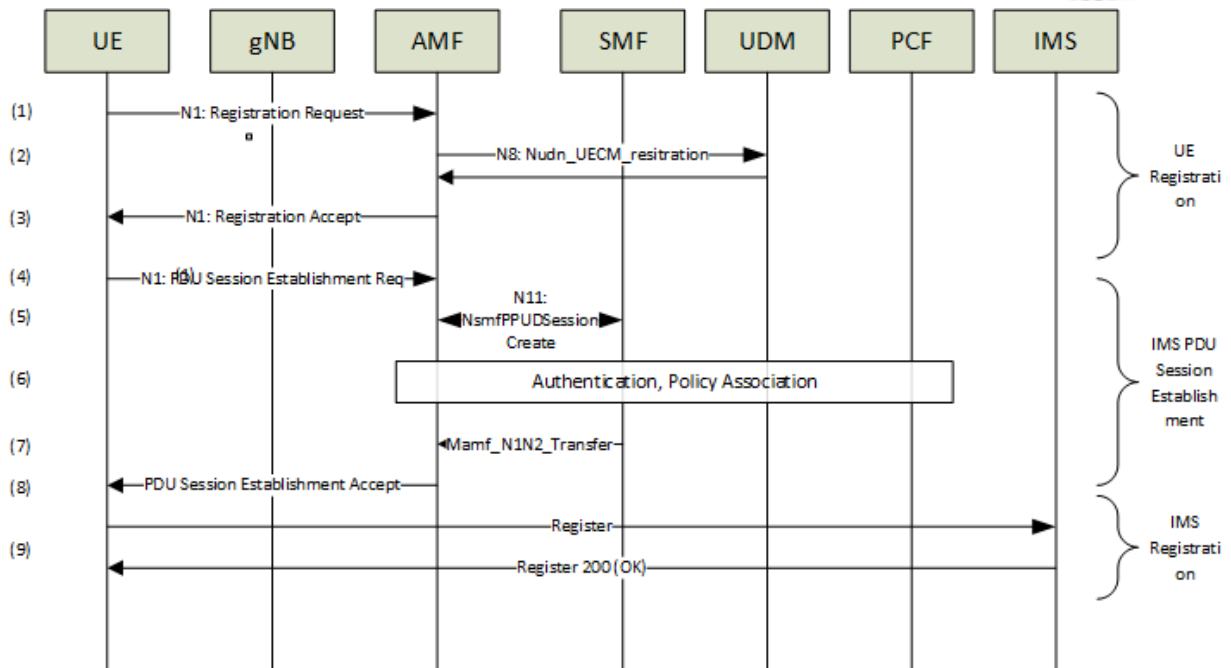 UE gNB AMF SMF UDM PCF IMS
(1) N1: Registration Request
(2) N8: Nudn_UECM_resitration
UE
Registrati
on
(3) N1: Registration Accept
(4) N1: PDU Session Establishment Req
N11:
(5) NsmfPPUDSession
Create
(6) Authentication, Policy Association
IMS PDU
Session
Establish
ment
(7) Mamf_N1N2_Transfer
(8) PDU Session Establishment Accept
Register
(9)
Register 200 (OK)
IMS
Registrati
on